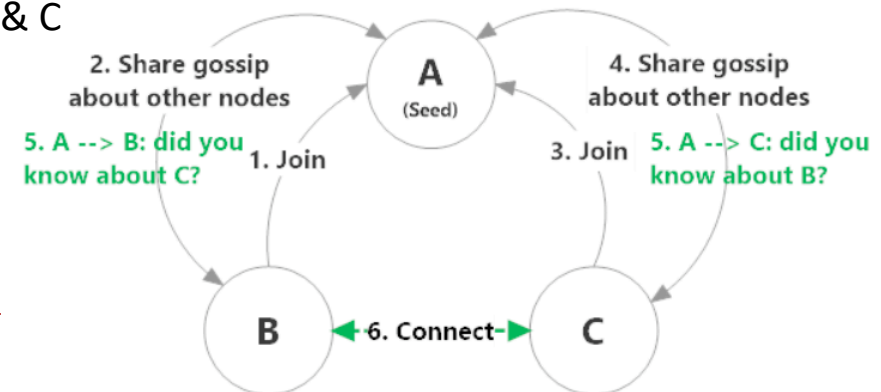 & C
2. Share gossip
about other nodes
A
(Seed)
4. Share gossip
about other nodes
5. A --> B: did you
know about C?
1. Join
3. Join
5. A --> C: did you
know about B?
B
6. Connect
C